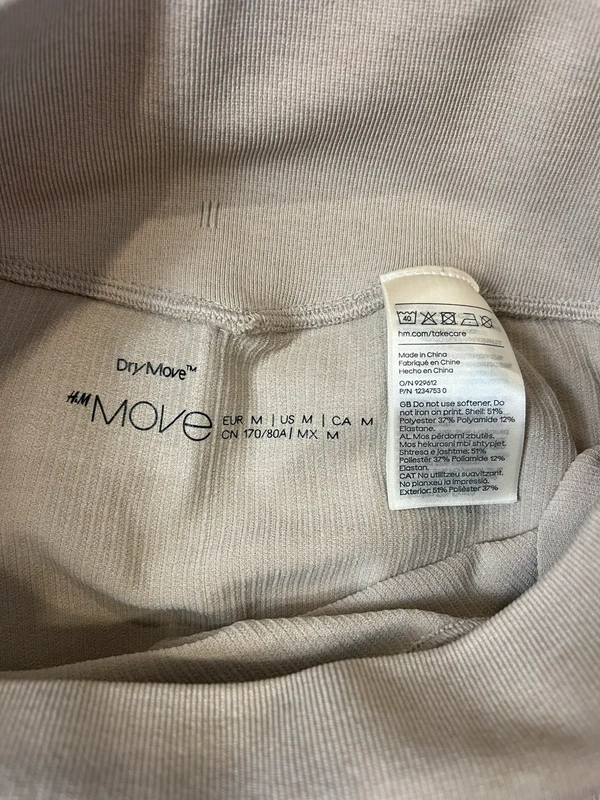 DryMove™
H&M MOVE
EUR M | US M | CA M
CN 170/80A | MX M
40
hm.com/takecare
Made in China
Fabriqué en Chine
Hecho en China
O/N 929612
P/N 1234753 0
GB Do not use softener. Do
not iron on print. Shell: 51%
Polyester 37% Polyamide 12%
Elastane.
AL Mos përdorni zbutës.
Mos hekurosni mbi shtypjet.
Shtresa e jashtme: 51%
Poliestër 37% Poliamide 12%
Elastan.
CAT Na utilitzeu suavitzant.
No planxeu la impressió.
Exterior: 51% Polièster 37%